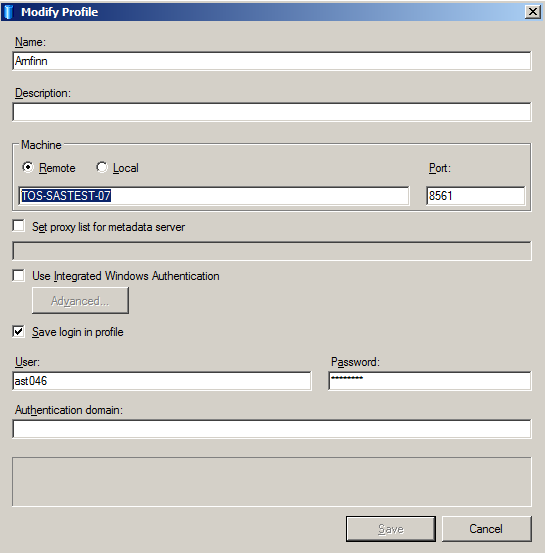 Modify Profile
Name:
Arnfinn
Description:
Machine
Remote Local Port:
TOS-SASTEST-07 8561
Set proxy list for metadata server
Use Integrated Windows Authentication
Advanced...
Save login in profile
User: Password:
ast046 ********
Authentication domain:
Save Cancel